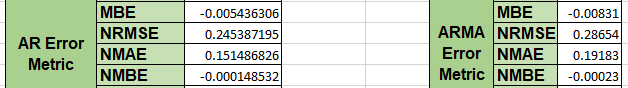 MBE -0.005436306 MBE -0.00831
NRMSE 0.245387195 NRMSE 0.28654
AR Error Metric NMAE 0.151486826 ARMA Error Metric NMAE 0.19183
NMBE -0.000148532 NMBE -0.00023